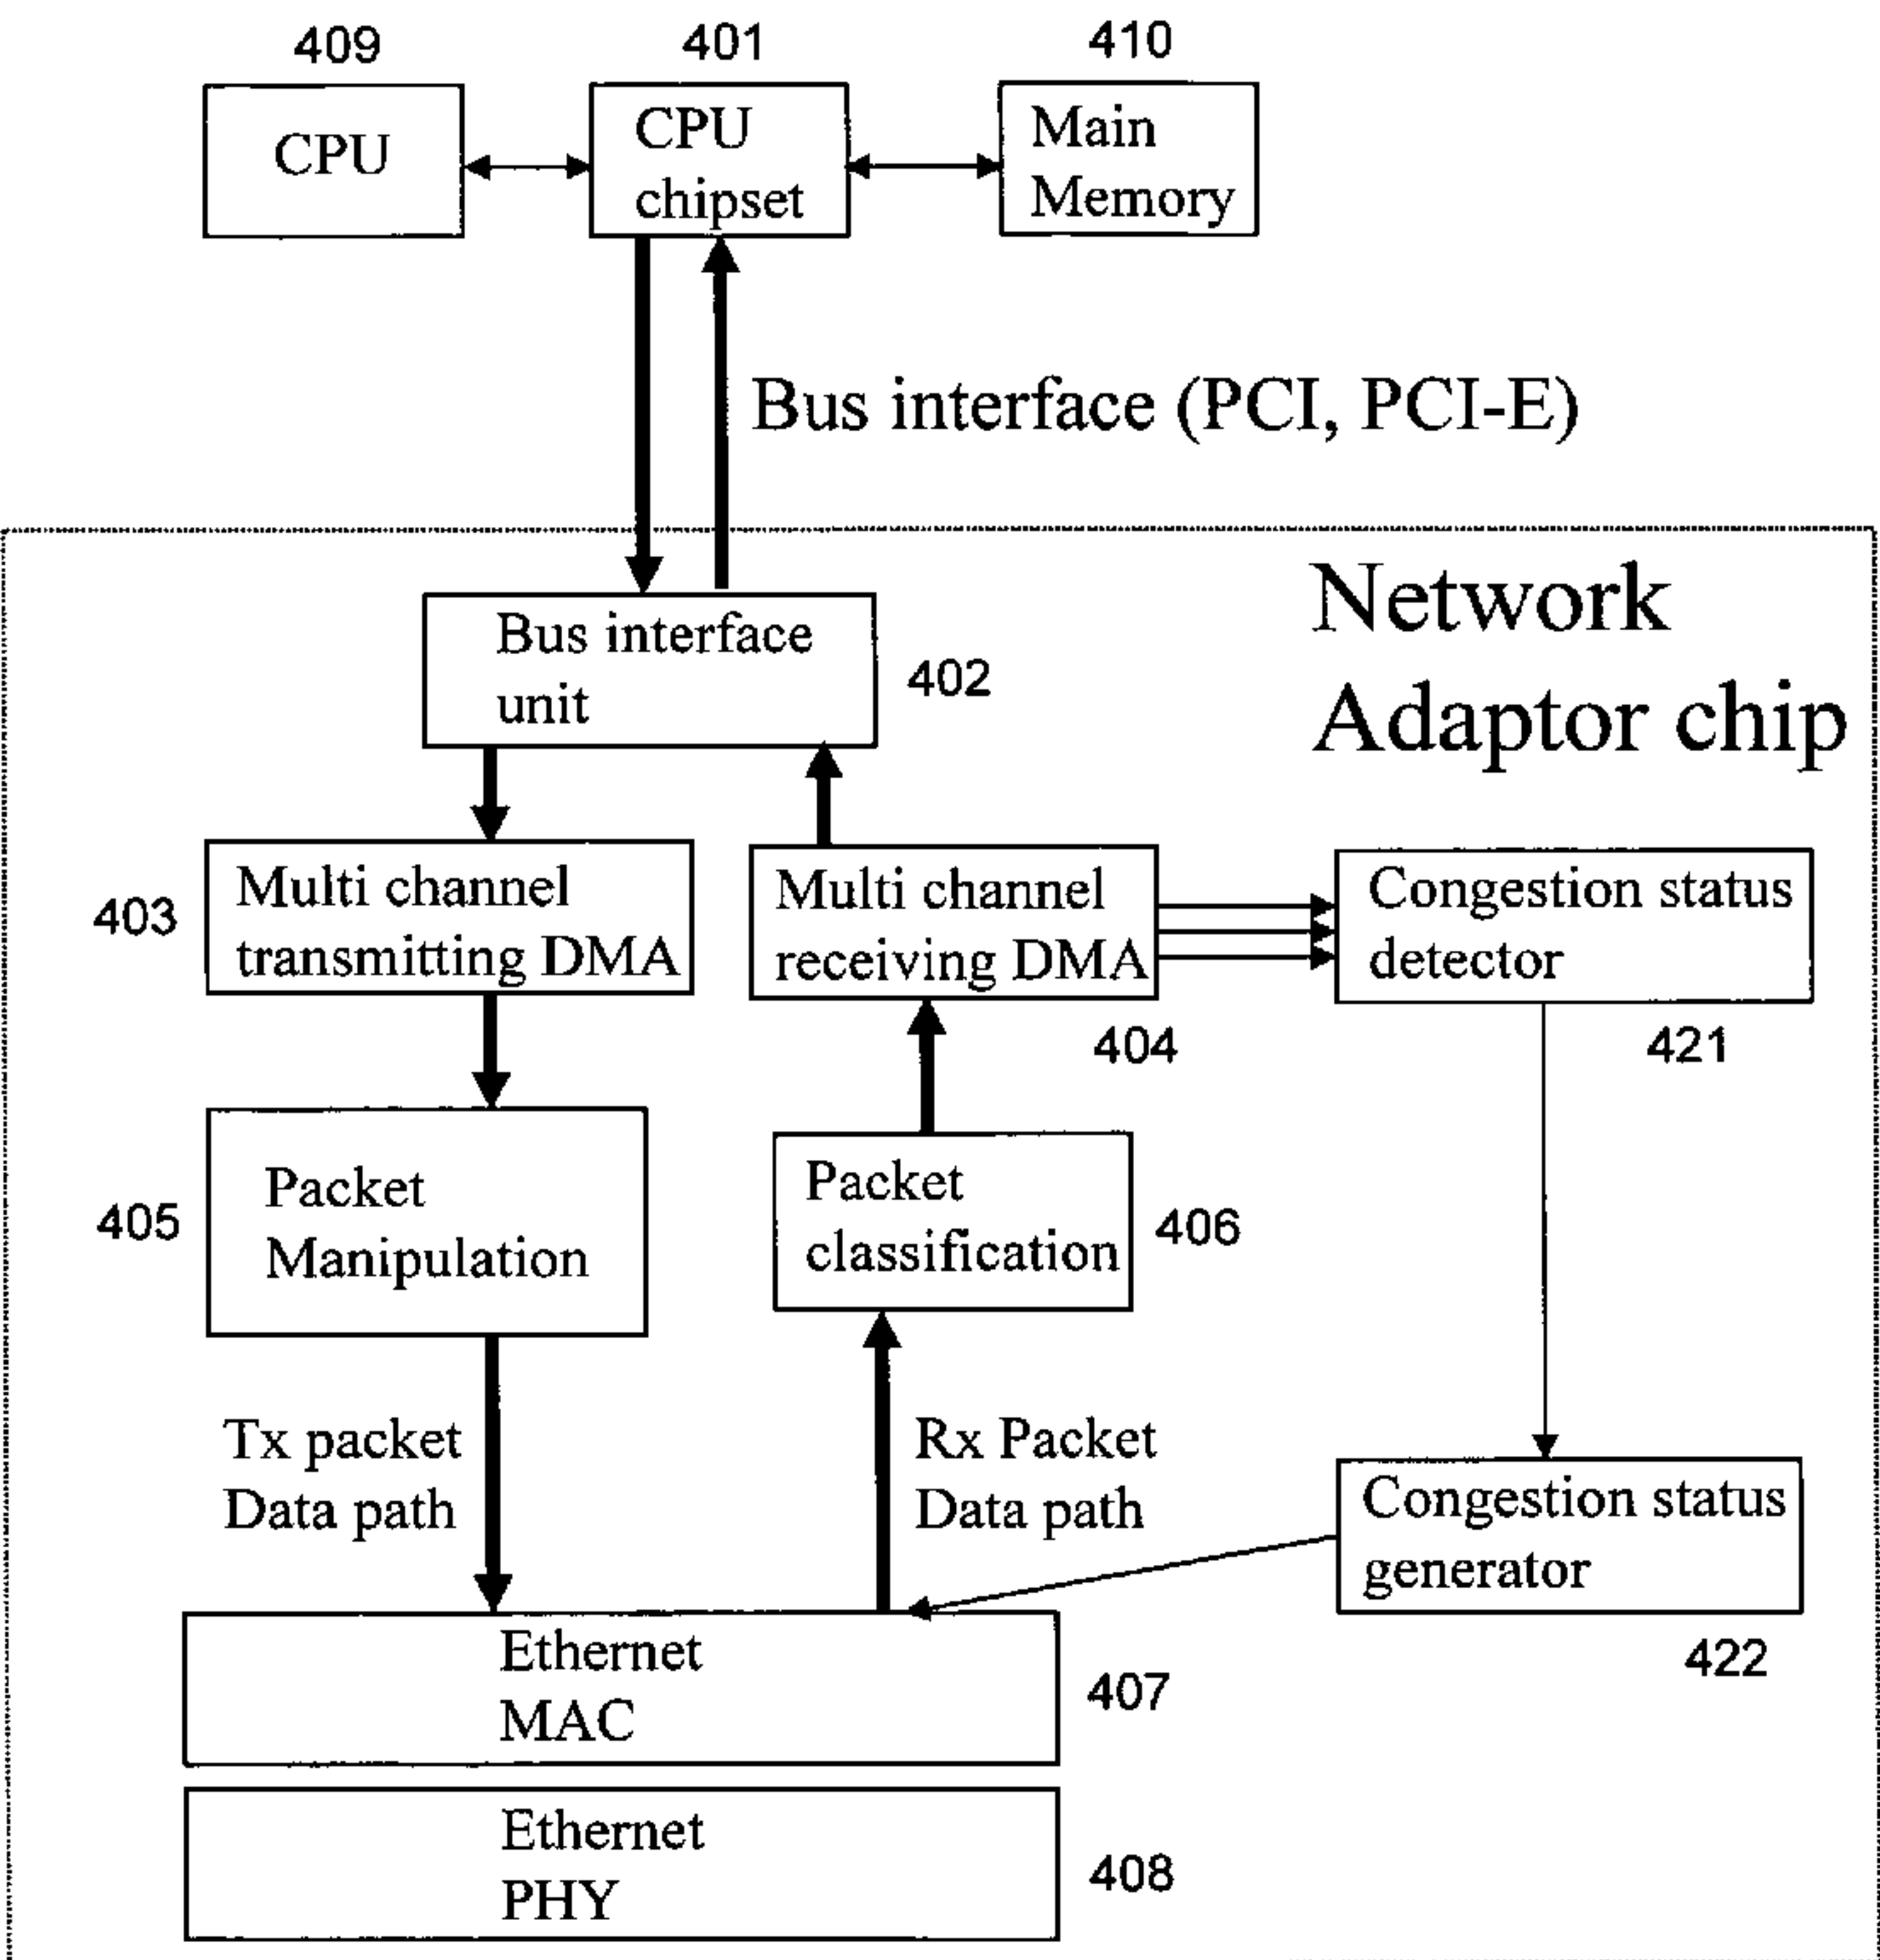 409
401
410
CPU
CPU
chipset
Main
Memory
Bus interface (PCI, PCI-E)
Network
Adaptor chip
Bus interface
unit
402
403
Multi channel
transmitting DMA
Multi channel
receiving DMA
404
Congestion status
detector
421
405
Packet
Manipulation
Packet
classification
406
Tx packet
Data path
Rx Packet
Data path
Congestion status
generator
422
Ethernet
MAC
407
Ethernet
PHY
408